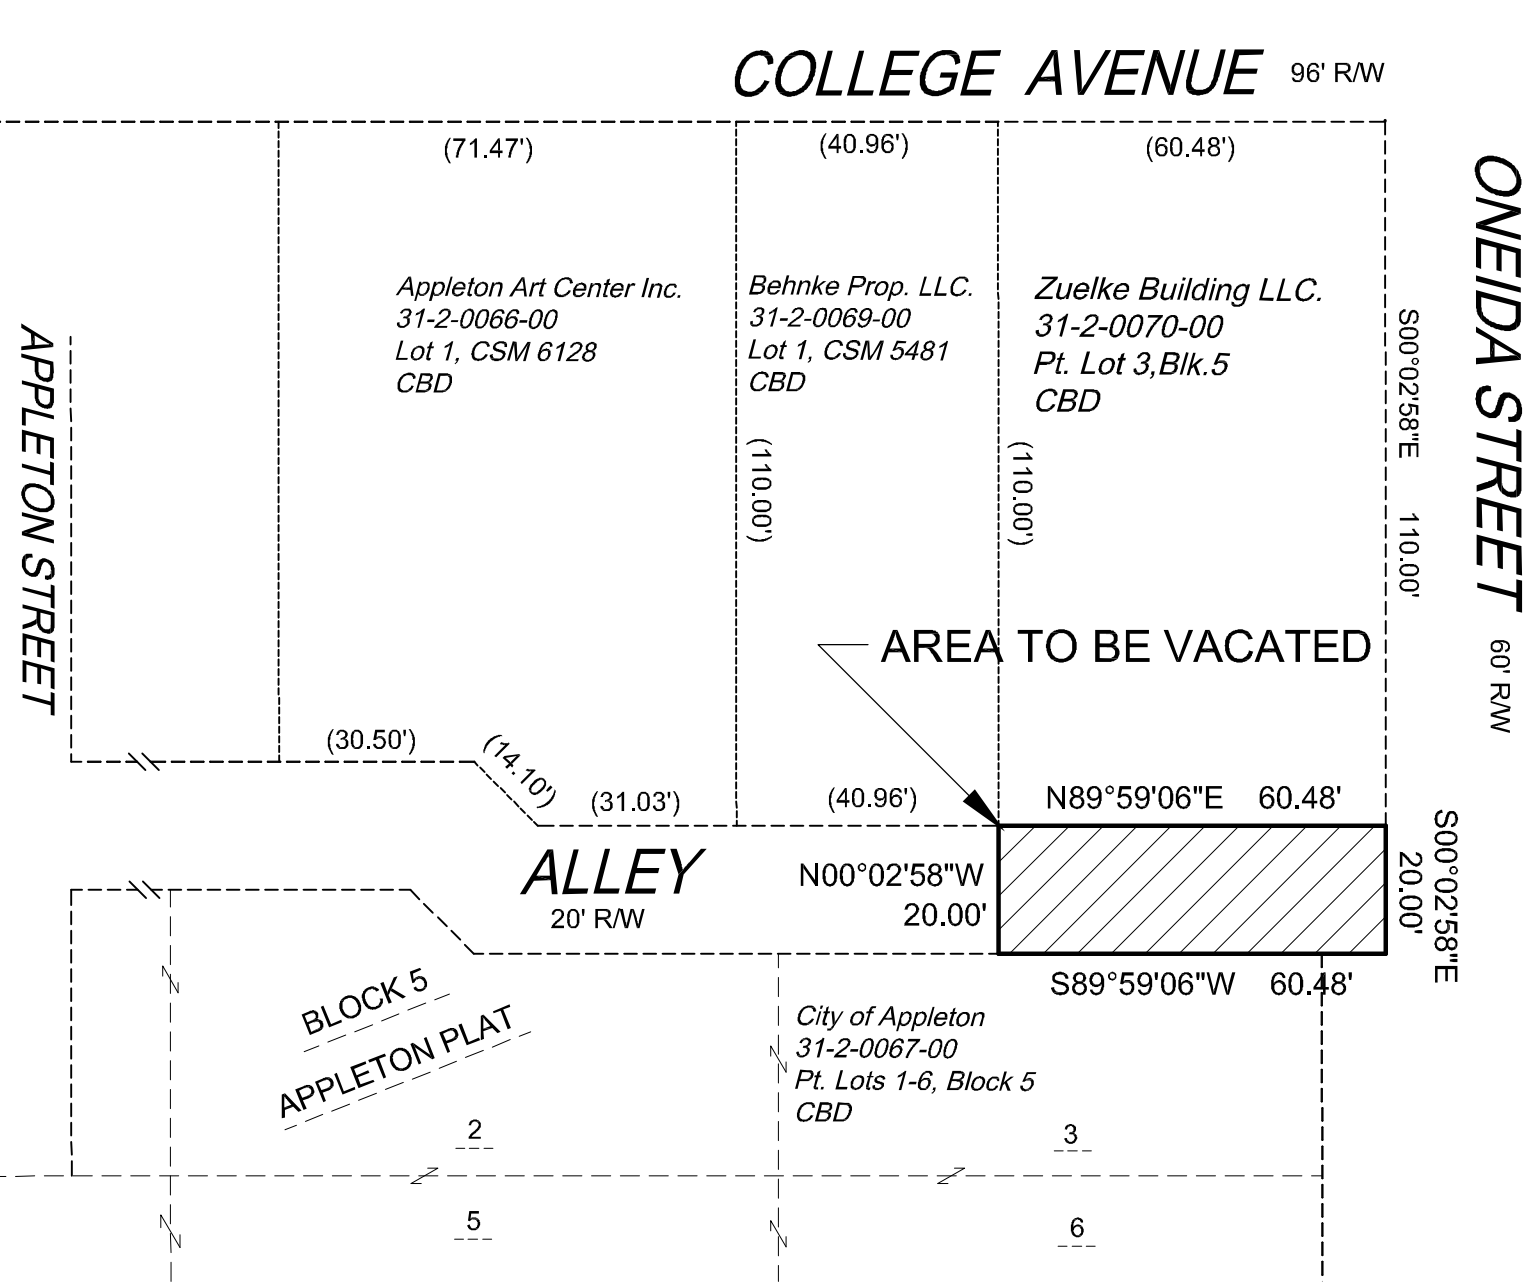 COLLEGE AVENUE 96' R/W
(71.47')
(40.96')
(60.48')
ONEIDA STREET 60' R/W
S00°02'58"E 110.00'
Appleton Art Center Inc.
31-2-0066-00
Lot 1, CSM 6128
CBD
Behnke Prop. LLC.
31-2-0069-00
Lot 1, CSM 5481
CBD
Zuelke Building LLC.
31-2-0070-00
Pt. Lot 3,Blk.5
CBD
APPLETON STREET
(110.00')
(110.00')
AREA TO BE VACATED
(30.50')
(14.10')
(31.03')
(40.96')
N89°59'06"E 60.48'
ALLEY
20' R/W
N00°02'58"W
20.00'
S00°02'58"E
20.00'
S89°59'06"W 60.48'
BLOCK 5
APPLETON PLAT
City of Appleton
31-2-0067-00
Pt. Lots 1-6, Block 5
CBD
2
3
5
6